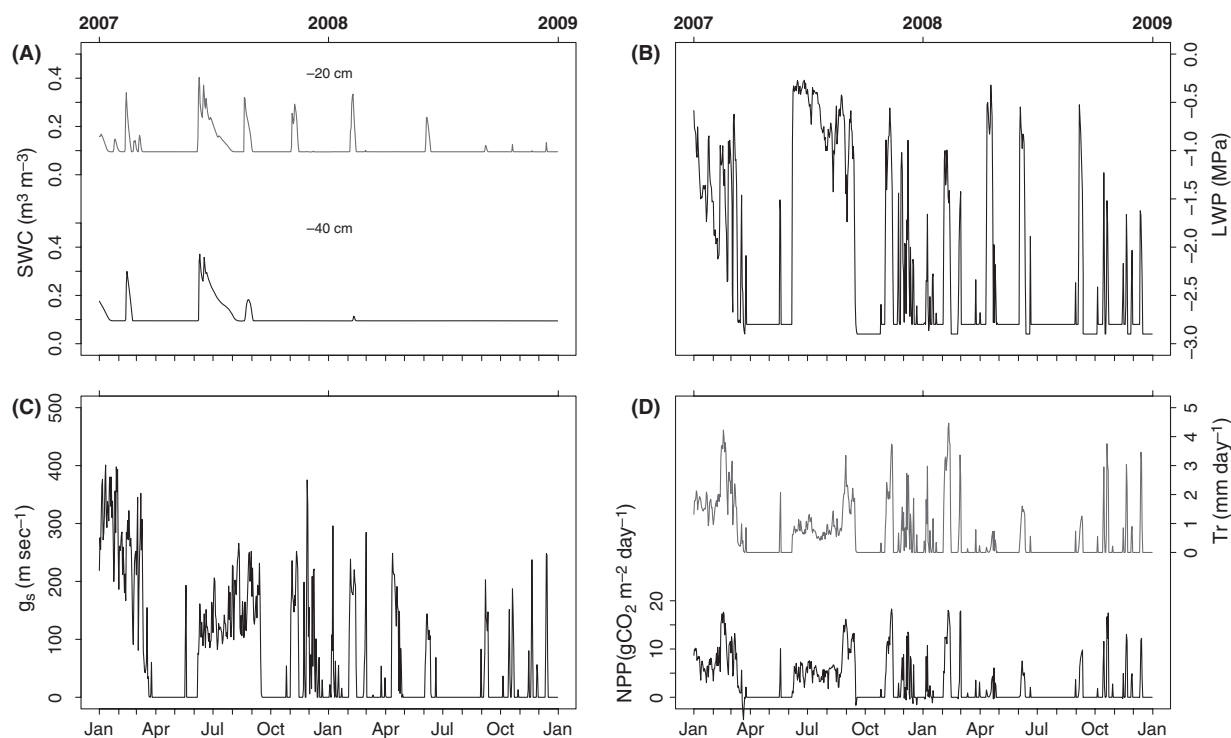 2007 2008 2009
(A)
−20 cm
−40 cm
SWC (m³ m⁻³)
0.0 0.2 0.4
0.0 0.2 0.4
2007 2008 2009
(B)
LWP (MPa)
0.0
−0.5
−1.0
−1.5
−2.0
−2.5
−3.0
(C)
gₛ (m sec⁻¹)
0 100 200 300 400 500
Jan Apr Jul Oct Jan Apr Jul Oct Jan
(D)
Tr (mm day⁻¹)
0 1 2 3 4 5
NPP(gCO₂ m⁻² day⁻¹)
0 10 20
Jan Apr Jul Oct Jan Apr Jul Oct Jan